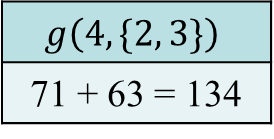 g(4,{2,3})
71 + 63 = 134